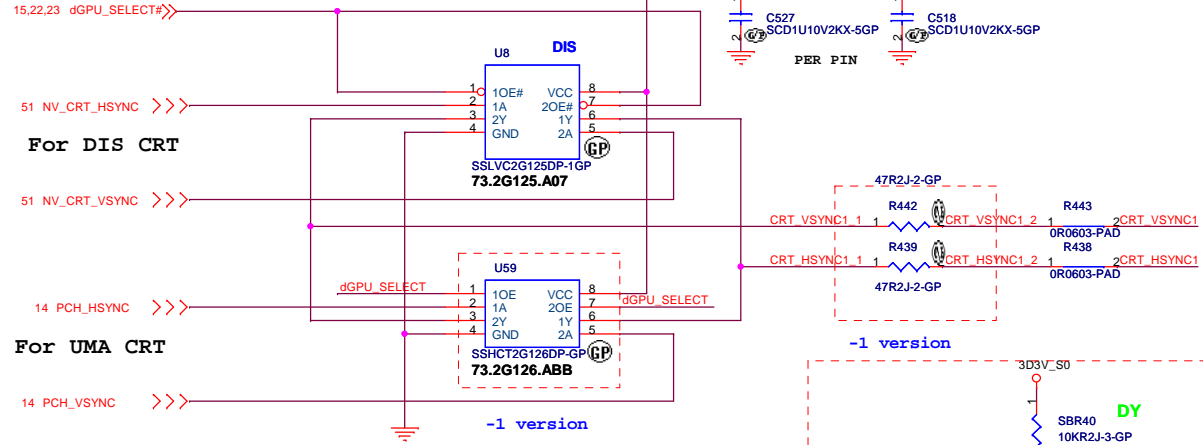 15,22,23 dGPU_SELECT#
C527
SCD1U10V2KX-5GP
2
G/P
C518
SCD1U10V2KX-5GP
2
G/P
PER PIN
U8
DIS
1 1OE# VCC 8
2 1A 2OE# 7
3 2Y 1Y 6
4 GND 2A 5
GP
SSLVC2G125DP-1GP
73.2G125.A07
51 NV_CRT_HSYNC
For DIS CRT
51 NV_CRT_VSYNC
47R2J-2-GP
R442
R443
CRT_VSYNC1_1 1 CRT_VSYNC1_2 1 2 CRT_VSYNC1
0R0603-PAD
R439
R438
CRT_HSYNC1_1 1 CRT_HSYNC1_2 1 2 CRT_HSYNC1
0R0603-PAD
47R2J-2-GP
-1 version
U59
dGPU_SELECT
1 1OE VCC 8
2 1A 2OE 7
3 2Y 1Y 6
4 GND 2A 5
dGPU_SELECT
GP
SSHCT2G126DP-GP
73.2G126.ABB
14 PCH_HSYNC
For UMA CRT
14 PCH_VSYNC
-1 version
3D3V_S0
1
DY
SBR40
10KR2J-3-GP